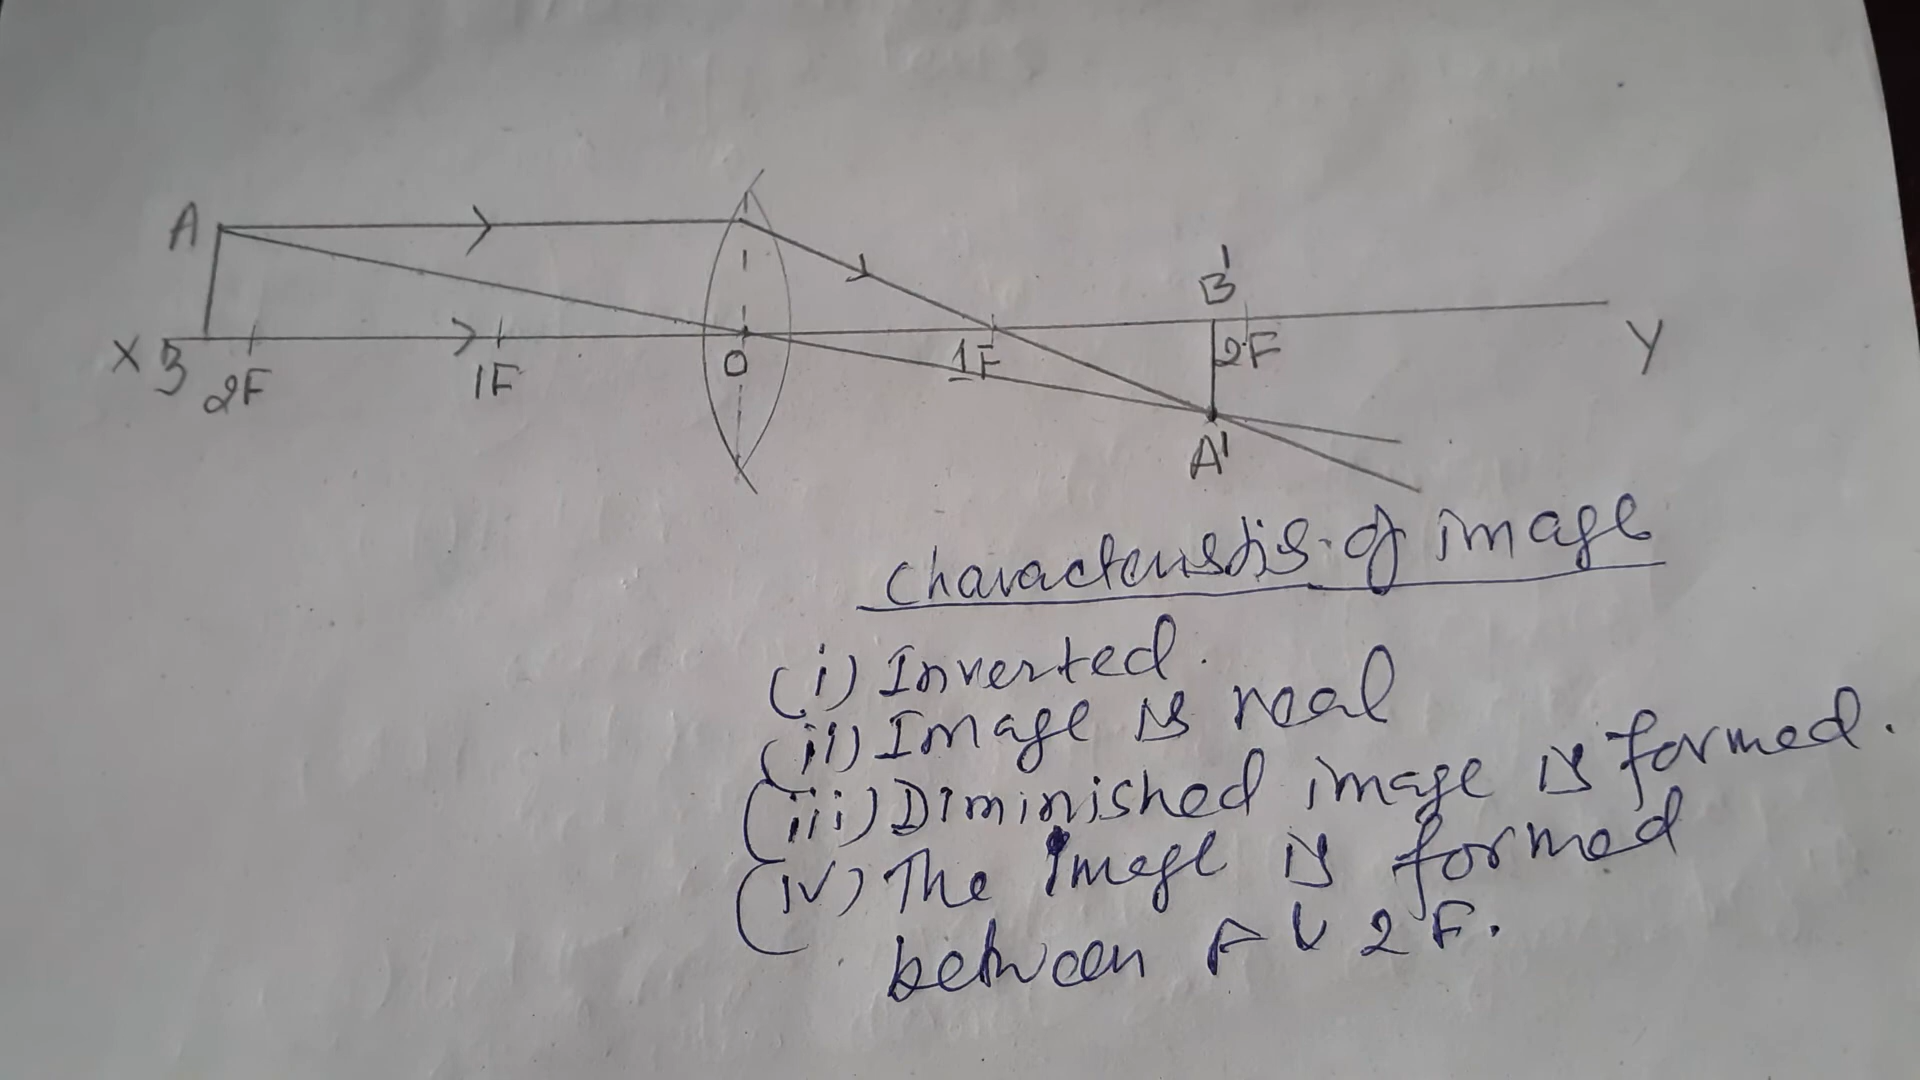 A
B'
X B 2F 1F O 1F 2F Y
A'
Characteristis of image
(i) Inverted.
(ii) Image is real
(iii) Diminished image is formed.
(iv) The Image is formed
between F & 2F.